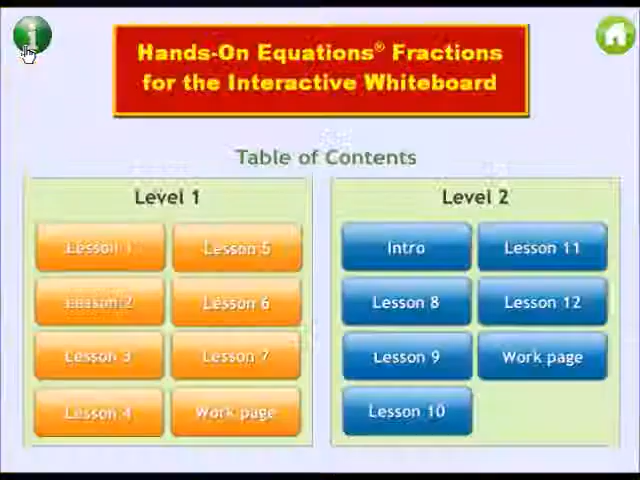 i
Hands-On Equations® Fractions
for the Interactive Whiteboard
Table of Contents
Level 1
Level 2
Lesson 1
Lesson 5
Intro
Lesson 11
Lesson 2
Lesson 6
Lesson 8
Lesson 12
Lesson 3
Lesson 7
Lesson 9
Work page
Lesson 4
Work page
Lesson 10